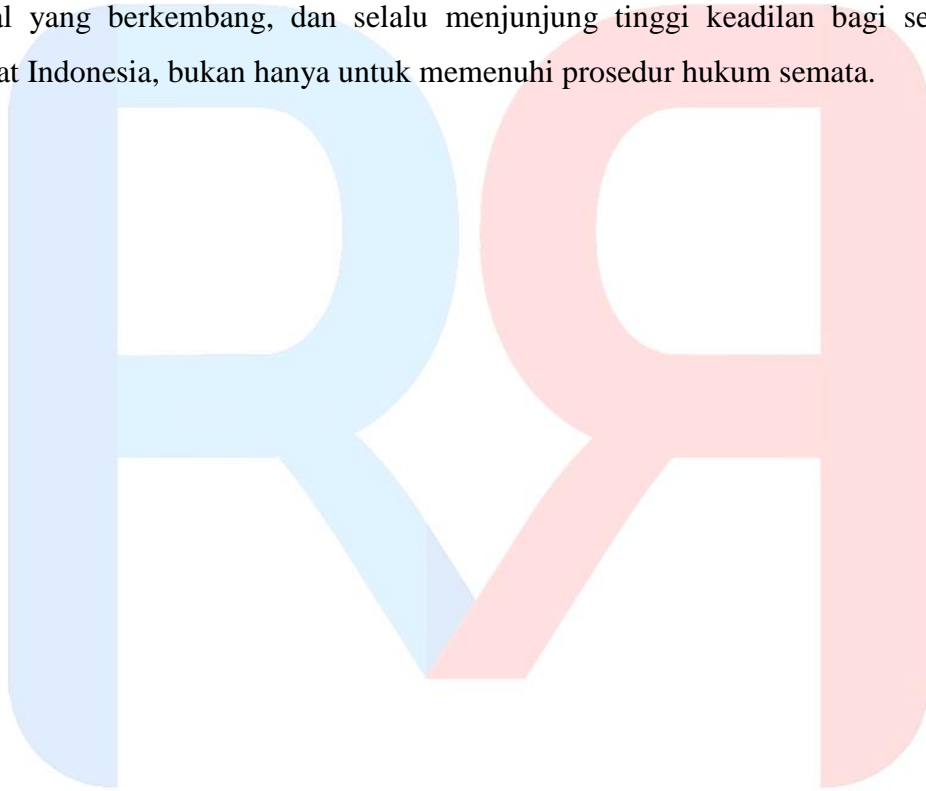 al yang berkembang, dan selalu menjunjung tinggi keadilan bagi se
at Indonesia, bukan hanya untuk memenuhi prosedur hukum semata.